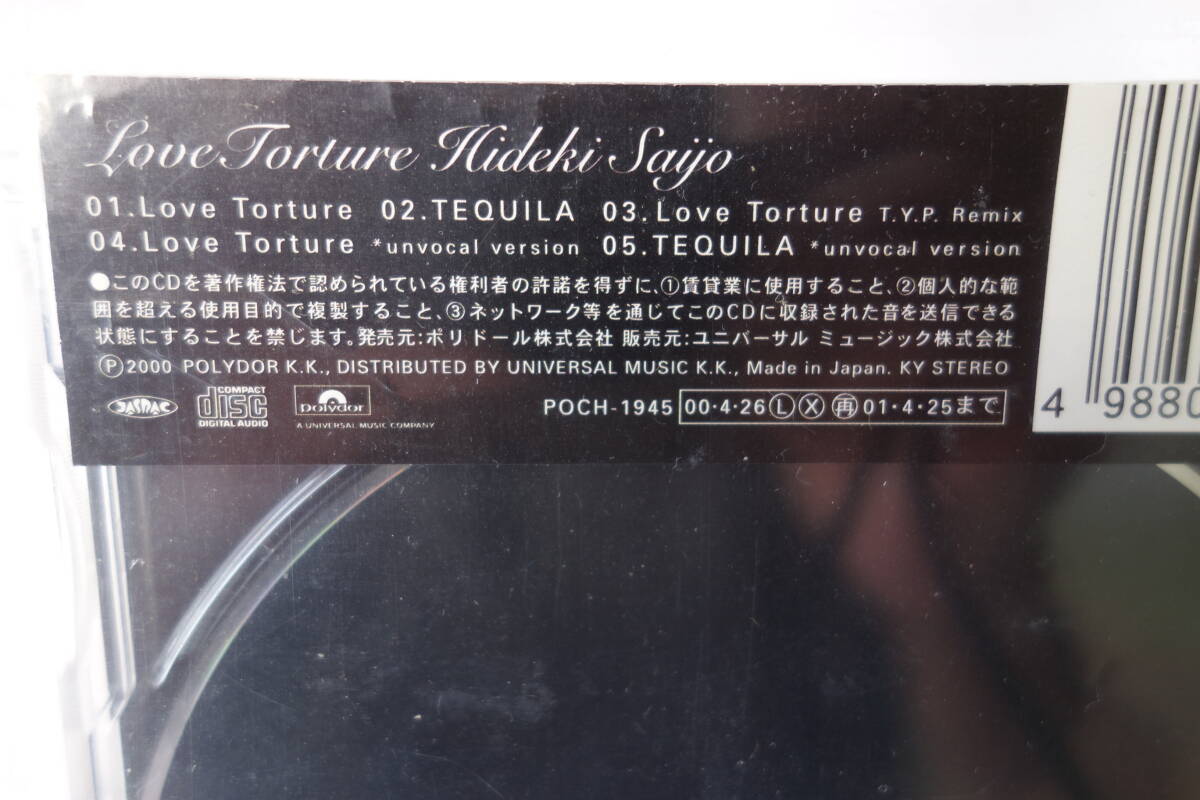 Love Torture Hideki Saijo
01.Love Torture 02.TEQUILA 03.Love Torture T.Y.P. Remix
04.Love Torture *unvocal version 05.TEQUILA *unvocal version
●このCDを著作権法で認められている権利者の許諾を得ずに、①賃貸業に使用すること、②個人的な範
囲を超える使用目的で複製すること、③ネットワーク等を通じてこのCDに収録された音を送信できる
状態にすることを禁じます。発売元:ポリドール株式会社 販売元:ユニバーサル ミュージック株式会社
Ⓟ2000 POLYDOR K.K., DISTRIBUTED BY UNIVERSAL MUSIC K.K., Made in Japan. KY STEREO
JASRAC COMPACT disc DIGITAL AUDIO polydor A UNIVERSAL MUSIC COMPANY
POCH-1945 00・4・26ⓁⓍ㊢01・4・25まで
4 9880